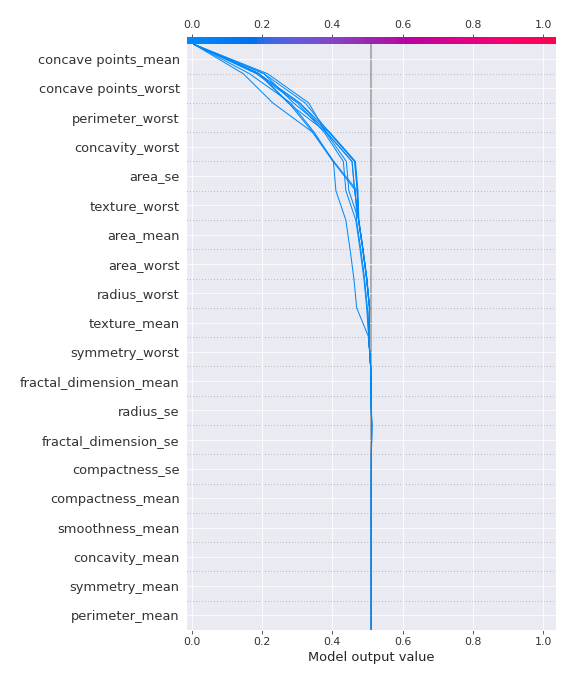 0.0 0.2 0.4 0.6 0.8 1.0
concave points_mean
concave points_worst
perimeter_worst
concavity_worst
area_se
texture_worst
area_mean
area_worst
radius_worst
texture_mean
symmetry_worst
fractal_dimension_mean
radius_se
fractal_dimension_se
compactness_se
compactness_mean
smoothness_mean
concavity_mean
symmetry_mean
perimeter_mean
0.0 0.2 0.4 0.6 0.8 1.0
Model output value